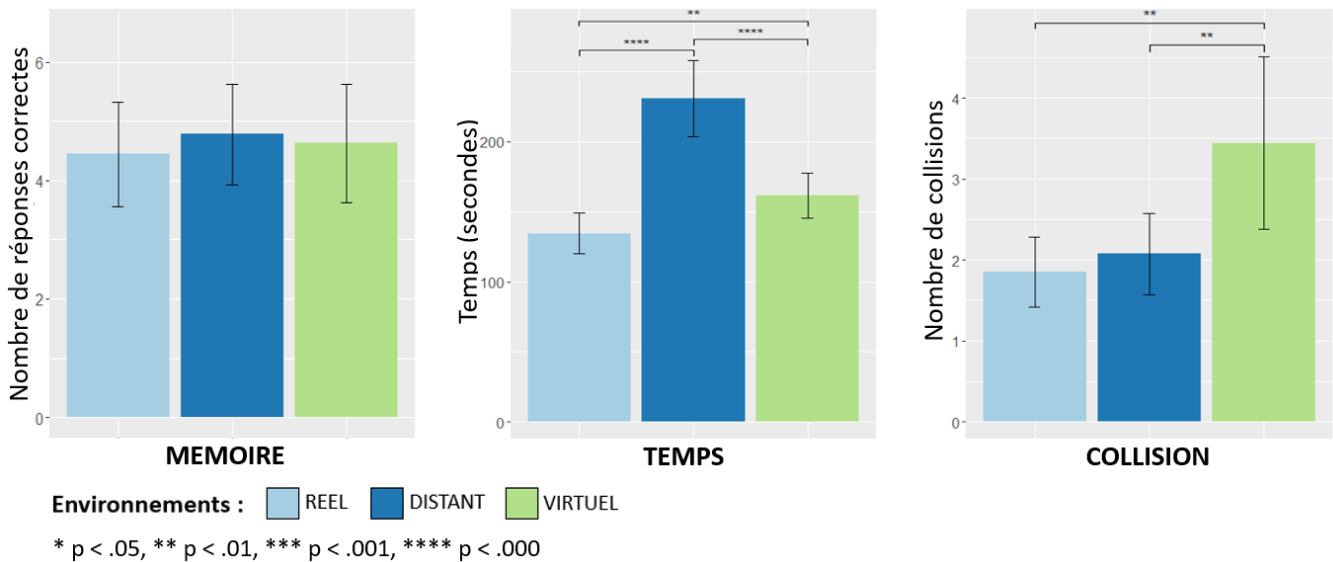 Nombre de réponses correctes
6
4
2
0
MEMOIRE
Temps (secondes)
200
100
0
**
****
****
TEMPS
Nombre de collisions
4
3
2
1
0
**
**
COLLISION
Environnements : REEL DISTANT VIRTUEL
* p < .05, ** p < .01, *** p < .001, **** p < .000